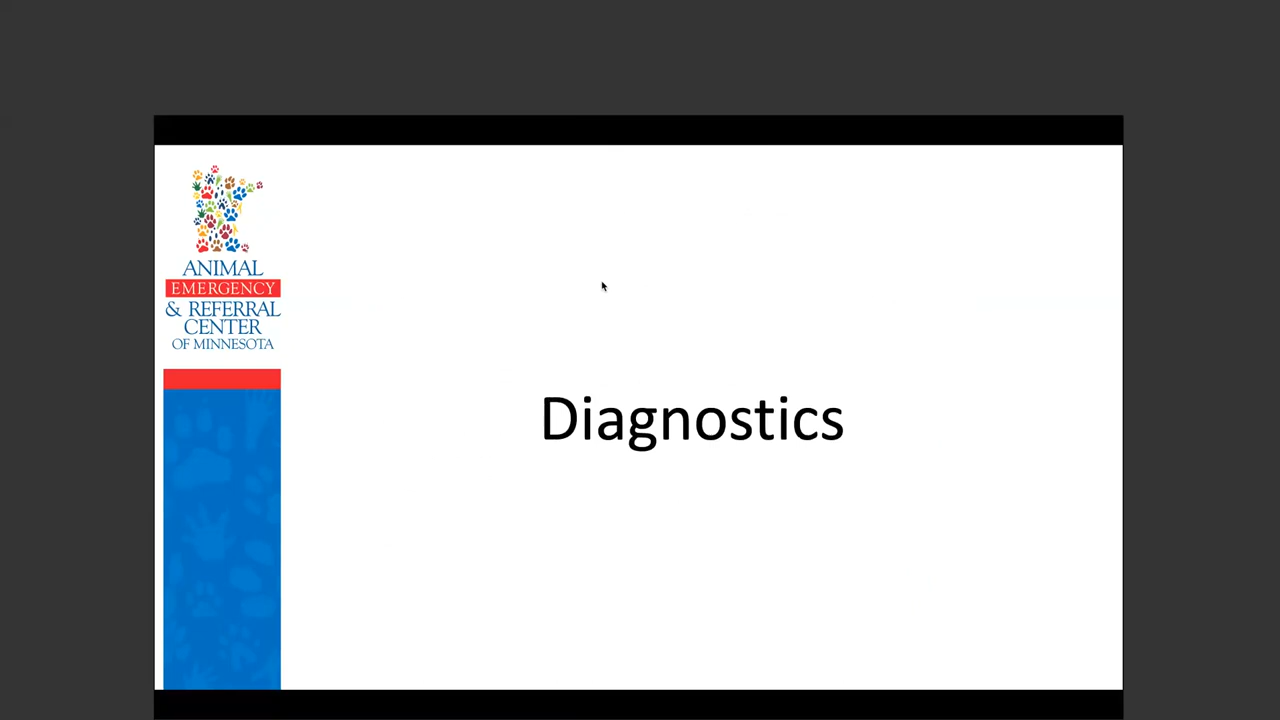 ANIMAL
EMERGENCY
& REFERRAL
CENTER
OF MINNESOTA
Diagnostics